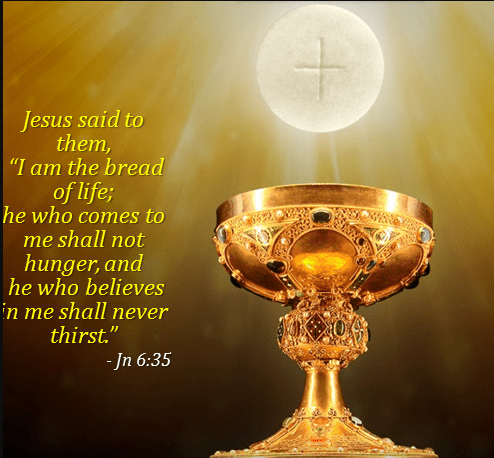 Jesus said to
them,
“I am the bread
of life;
he who comes to
me shall not
hunger, and
he who believes
in me shall never
thirst.”
- Jn 6:35